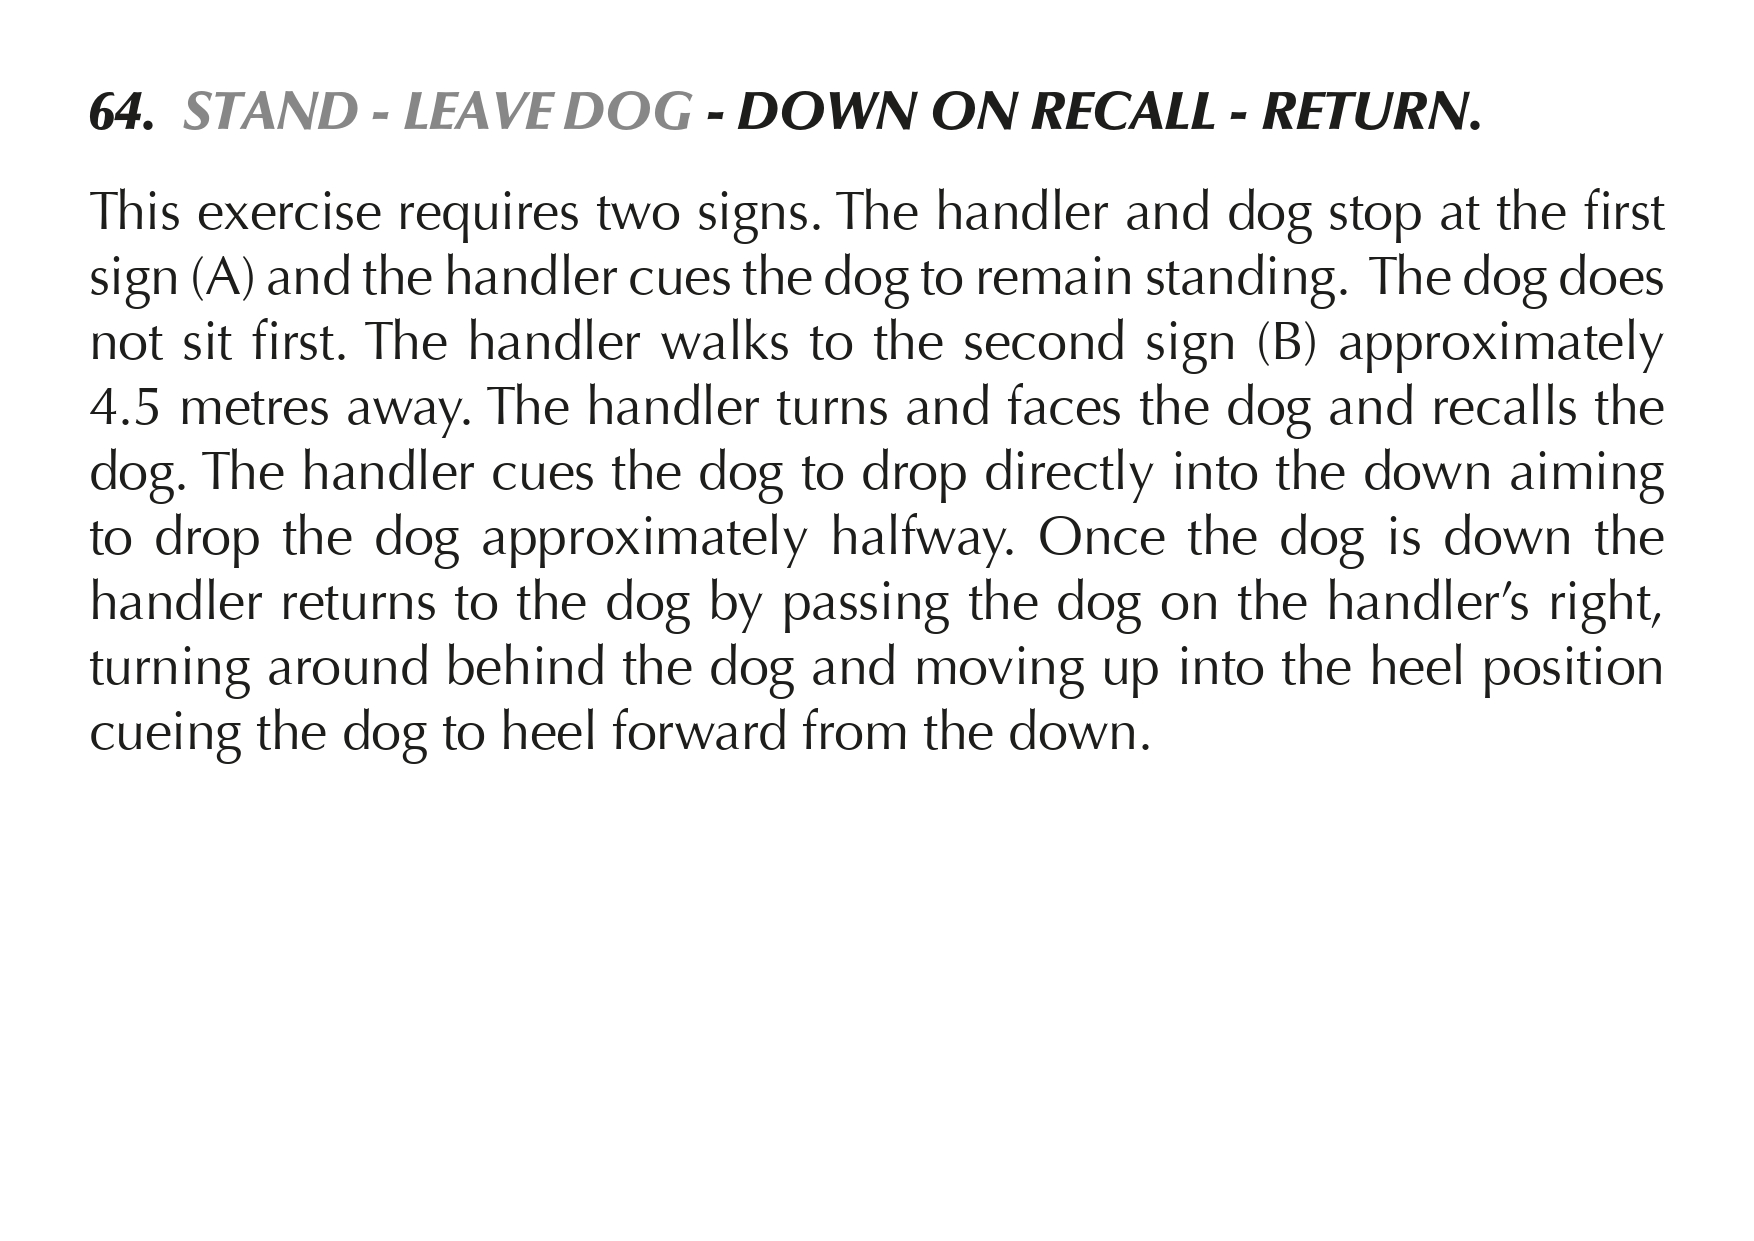 64. STAND - LEAVE DOG - DOWN ON RECALL - RETURN.
This exercise requires two signs. The handler and dog stop at the first
sign (A) and the handler cues the dog to remain standing. The dog does
not sit first. The handler walks to the second sign (B) approximately
4.5 metres away. The handler turns and faces the dog and recalls the
dog. The handler cues the dog to drop directly into the down aiming
to drop the dog approximately halfway. Once the dog is down the
handler returns to the dog by passing the dog on the handler’s right,
turning around behind the dog and moving up into the heel position
cueing the dog to heel forward from the down.